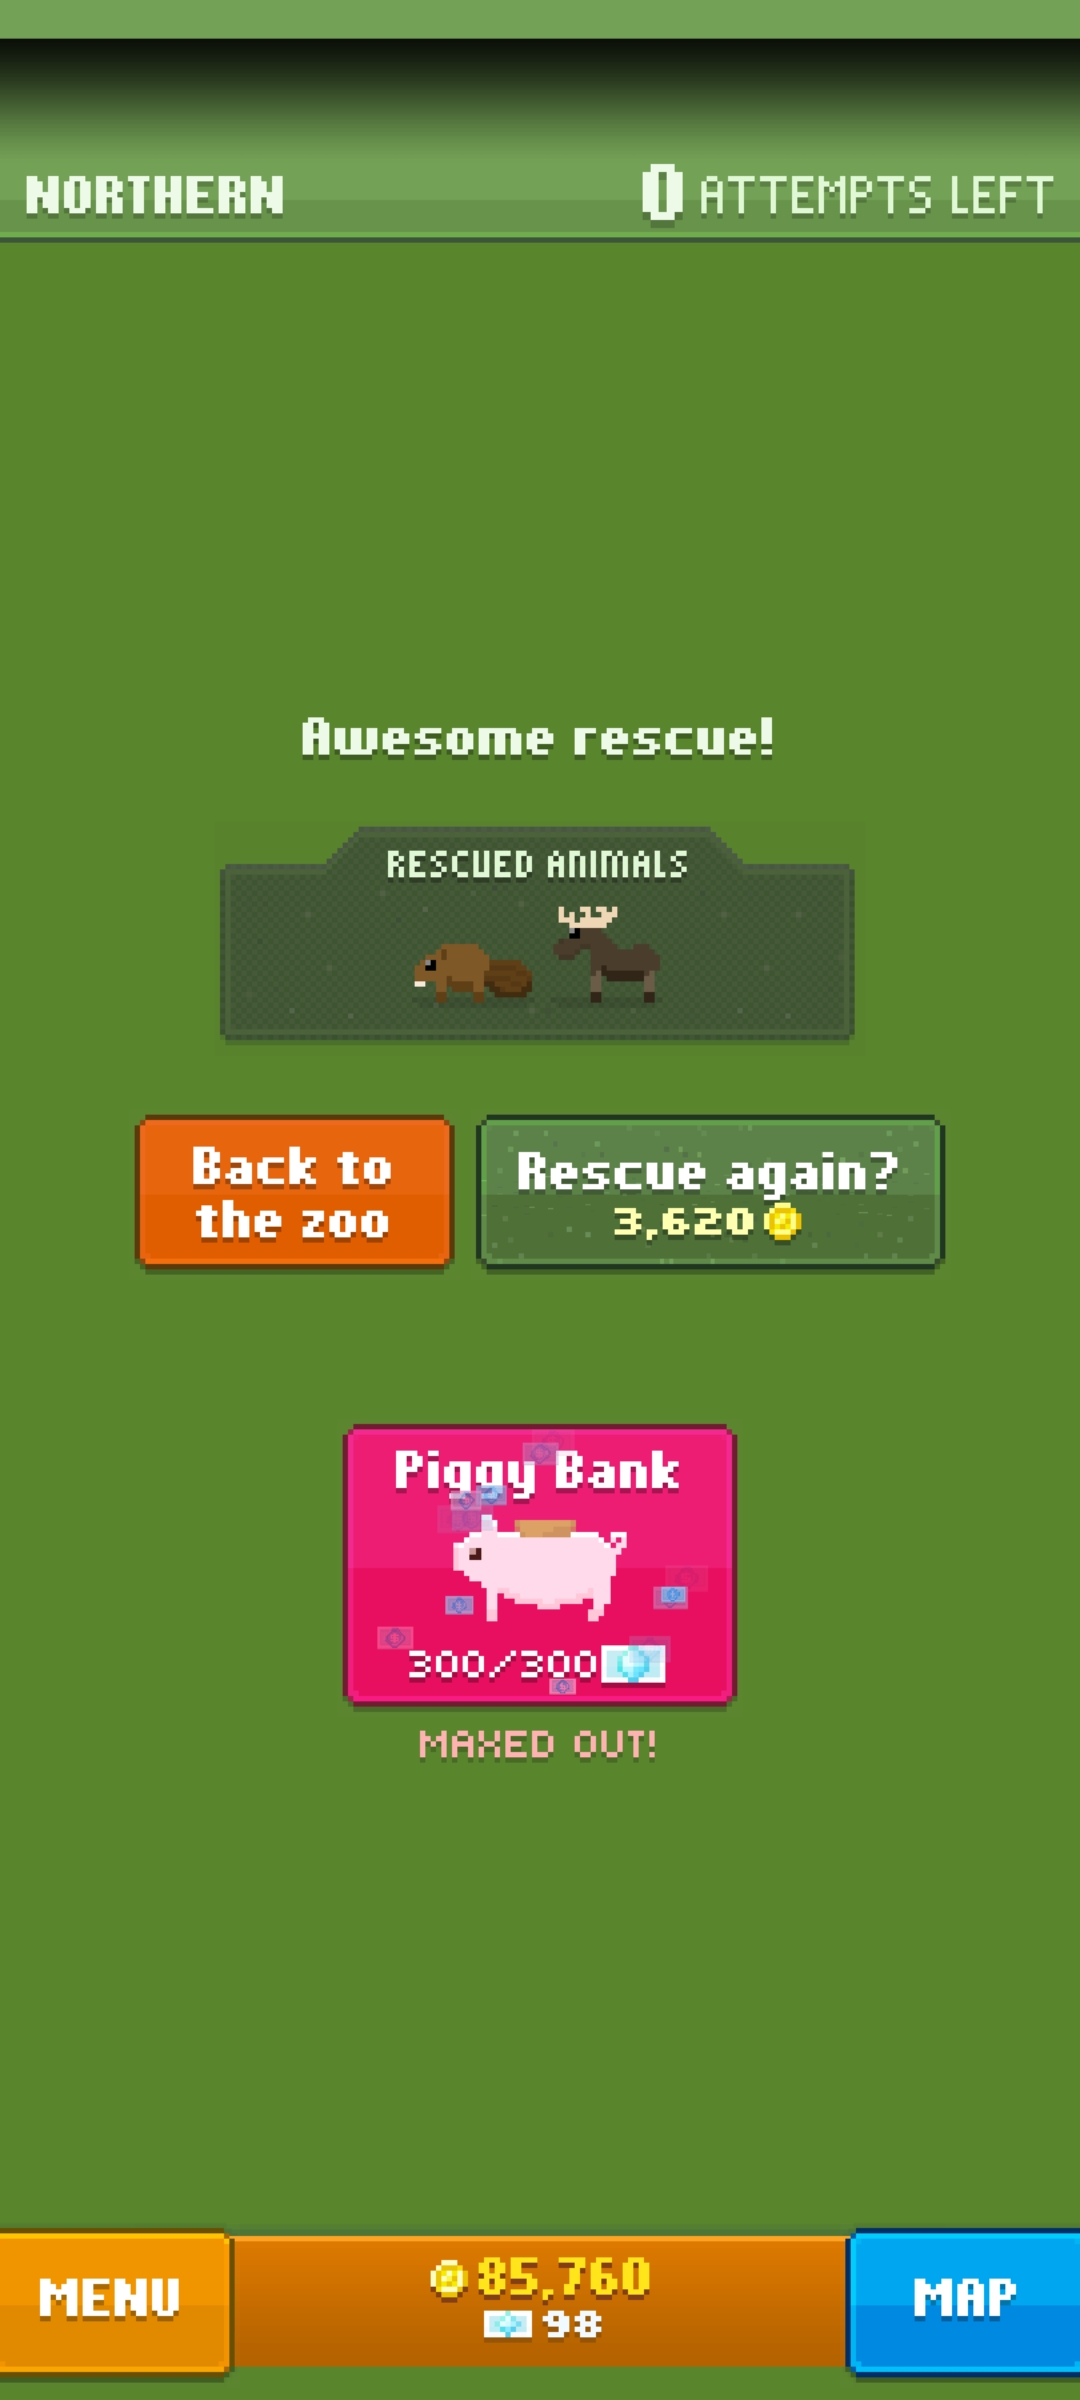 NORTHERN
0 ATTEMPTS LEFT
Awesome rescue!
RESCUED ANIMALS
Back to
the zoo
Rescue again?
3,620
Piggy Bank
300/300
MAXED OUT!
MENU
85,760
98
MAP